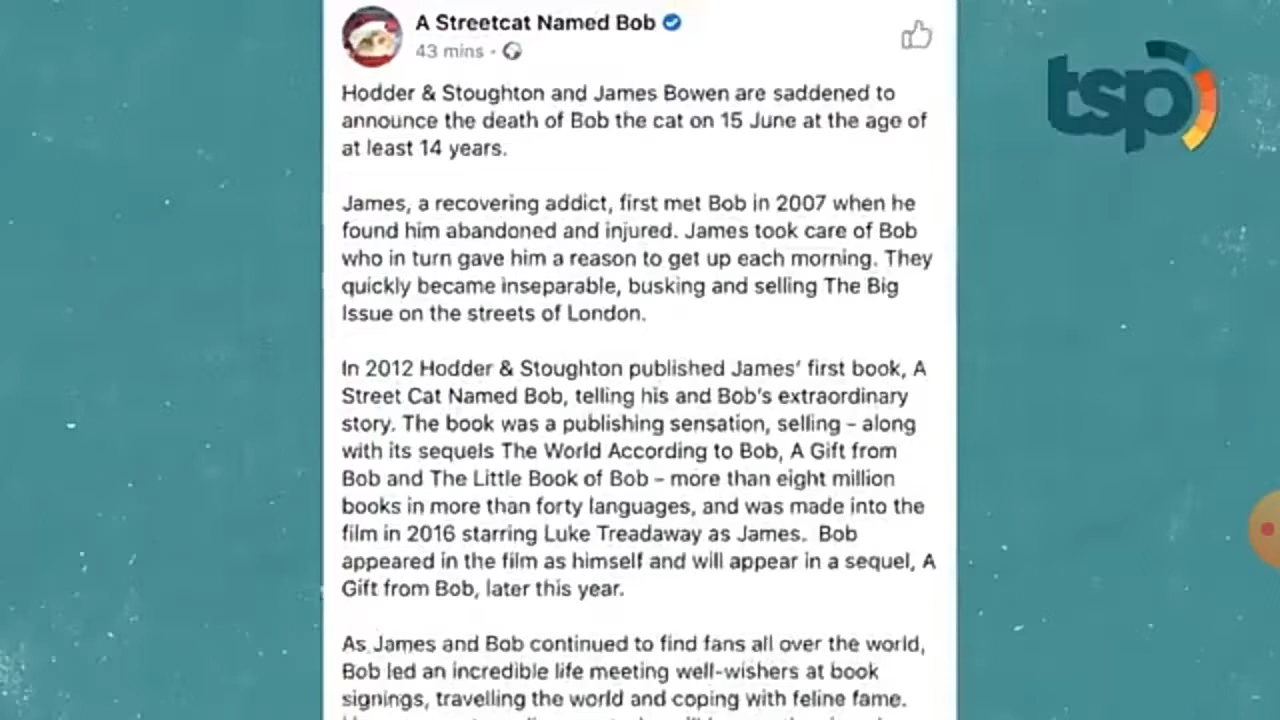 A Streetcat Named Bob
43 mins ·
tsp
Hodder & Stoughton and James Bowen are saddened to
announce the death of Bob the cat on 15 June at the age of
at least 14 years.
James, a recovering addict, first met Bob in 2007 when he
found him abandoned and injured. James took care of Bob
who in turn gave him a reason to get up each morning. They
quickly became inseparable, busking and selling The Big
Issue on the streets of London.
In 2012 Hodder & Stoughton published James' first book, A
Street Cat Named Bob, telling his and Bob's extraordinary
story. The book was a publishing sensation, selling – along
with its sequels The World According to Bob, A Gift from
Bob and The Little Book of Bob – more than eight million
books in more than forty languages, and was made into the
film in 2016 starring Luke Treadaway as James.  Bob
appeared in the film as himself and will appear in a sequel, A
Gift from Bob, later this year.
As James and Bob continued to find fans all over the world,
Bob led an incredible life meeting well-wishers at book
signings, travelling the world and coping with feline fame.